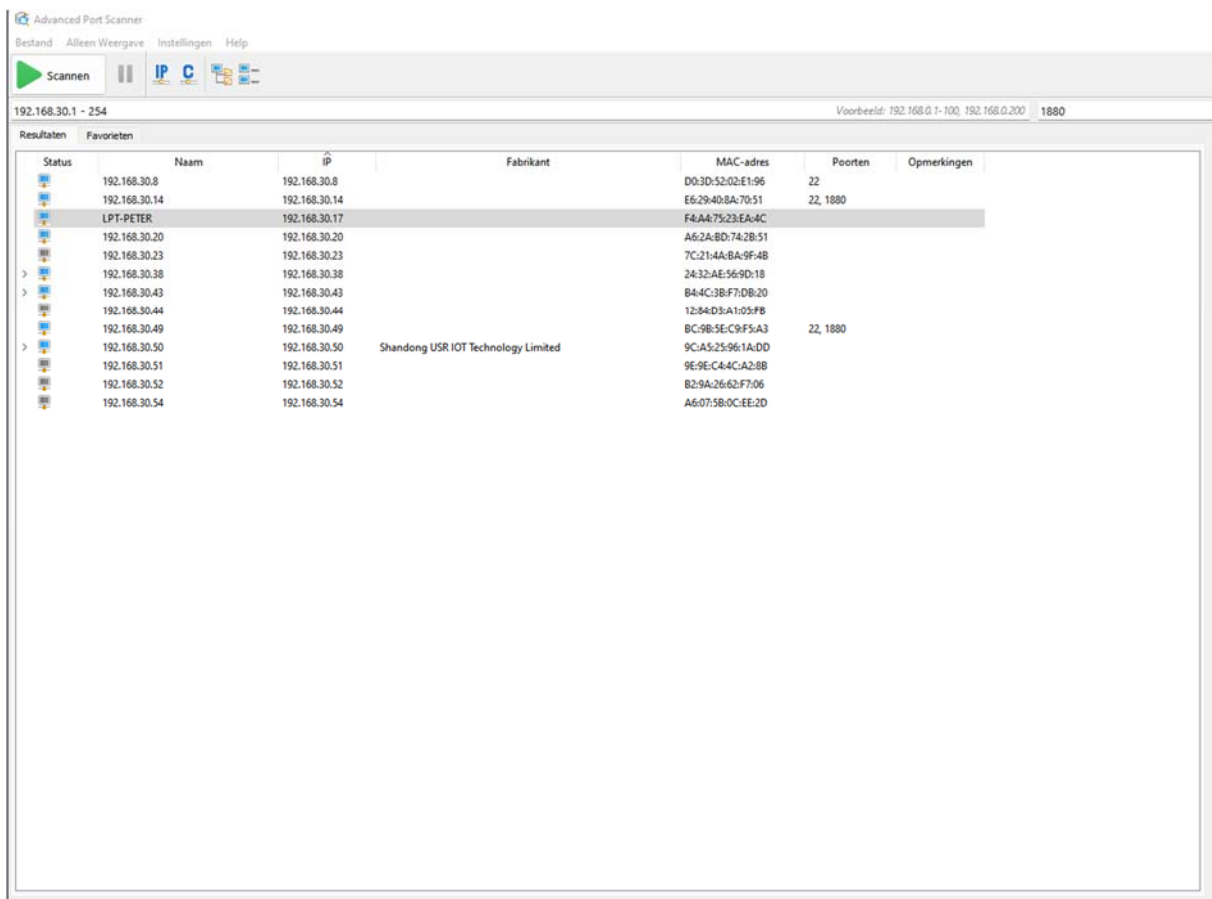 Advanced Port Scanner
Bestand Alleen Weergave Instellingen Help
Scannen IP C
192.168.30.1 - 254 Voorbeeld: 192.168.0.1-100, 192.168.0.200 1880
Resultaten Favorieten
Status Naam IP Fabrikant MAC-adres Poorten Opmerkingen
192.168.30.8 192.168.30.8 D0:3D:52:02:E1:96 22
192.168.30.14 192.168.30.14 E6:29:40:8A:70:51 22, 1880
LPT-PETER 192.168.30.17 F4:A4:75:23:EA:4C
192.168.30.20 192.168.30.20 A6:2A:BD:74:2B:51
192.168.30.23 192.168.30.23 7C:21:4A:BA:9F:4B
192.168.30.38 192.168.30.38 24:32:AE:56:9D:18
192.168.30.43 192.168.30.43 B4:4C:3B:F7:DB:20
192.168.30.44 192.168.30.44 12:84:D3:A1:05:FB
192.168.30.49 192.168.30.49 BC:9B:5E:C9:F5:A3 22, 1880
192.168.30.50 192.168.30.50 Shandong USR IOT Technology Limited 9C:A5:25:96:1A:DD
192.168.30.51 192.168.30.51 9E:9E:C4:4C:A2:8B
192.168.30.52 192.168.30.52 B2:9A:26:62:F7:06
192.168.30.54 192.168.30.54 A6:07:5B:0C:EE:2D